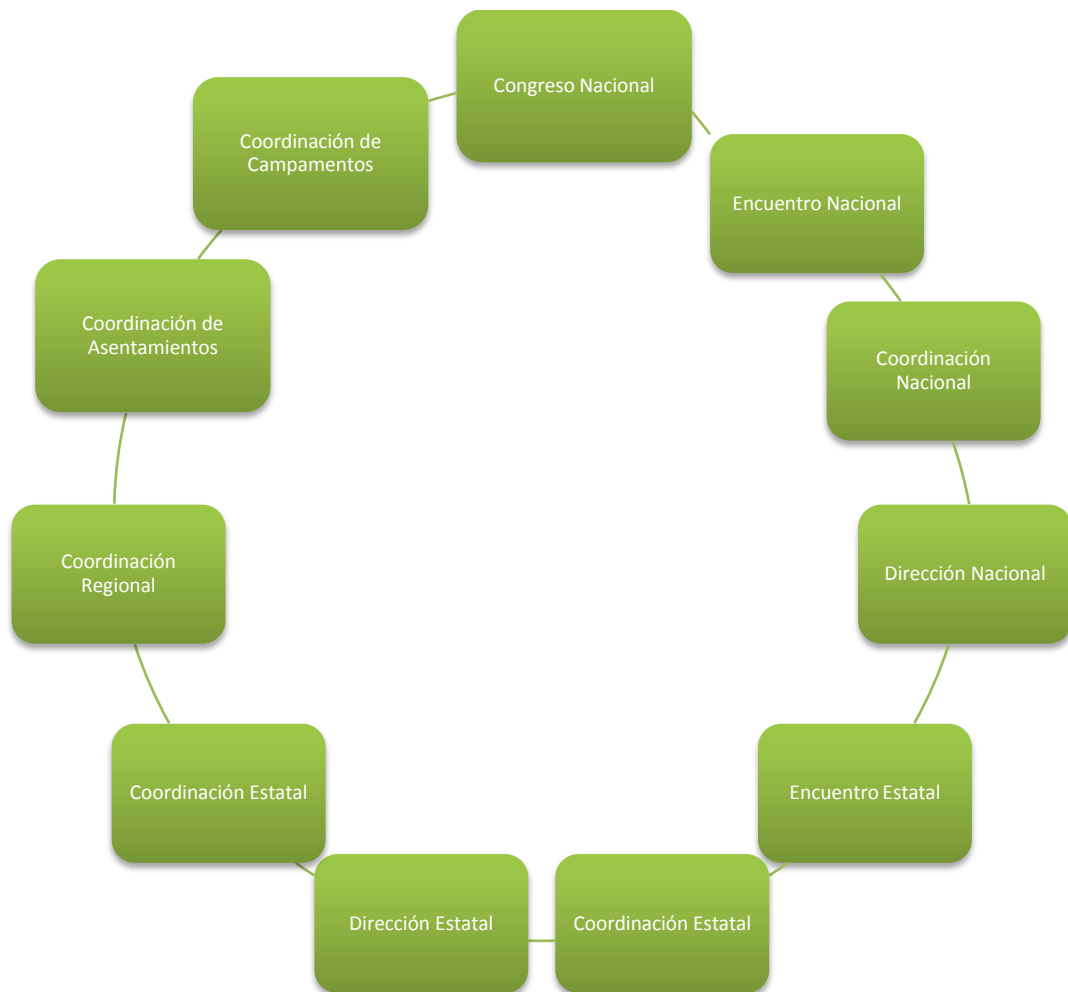 Congreso Nacional
Encuentro Nacional
Coordinación
Nacional
Dirección Nacional
Encuentro Estatal
Coordinación Estatal
Dirección Estatal
Coordinación Estatal
Coordinación
Regional
Coordinación de
Asentamientos
Coordinación de
Campamentos